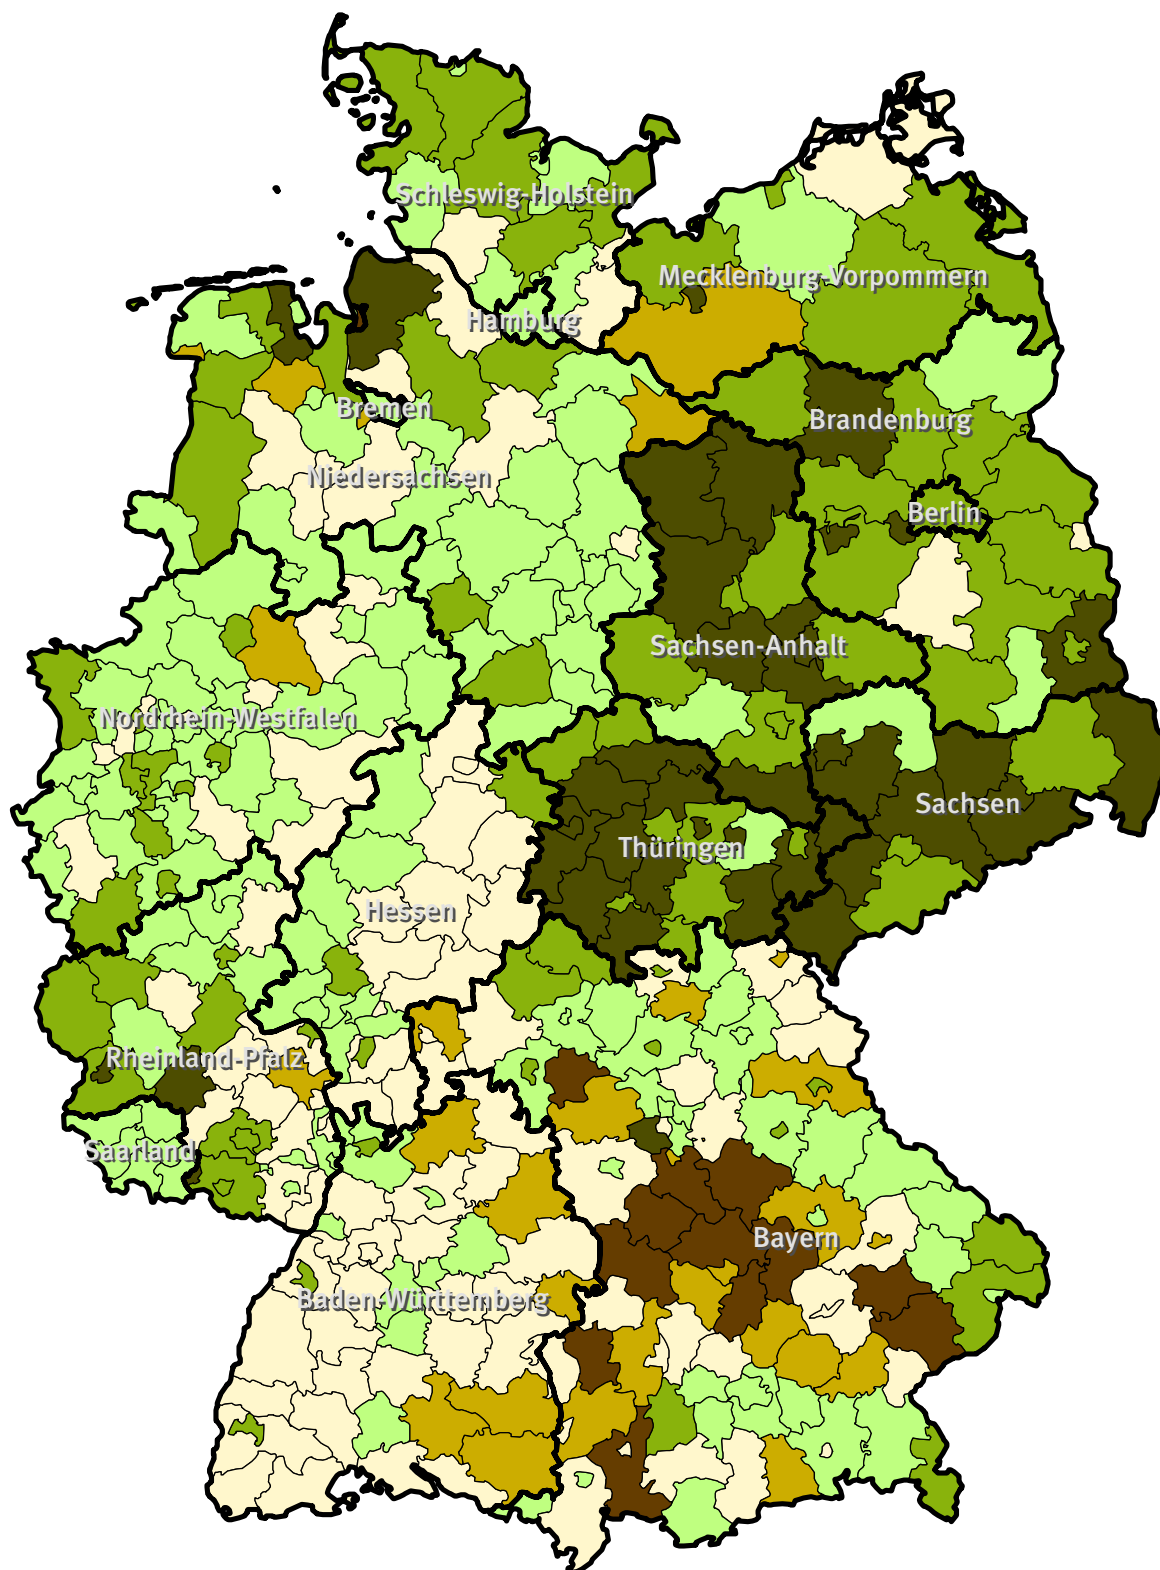 Schleswig-Holstein
Mecklenburg-Vorpommern
Hamburg
Bremen
Brandenburg
Niedersachsen
Berlin
Sachsen-Anhalt
Nordrhein-Westfalen
Sachsen
Thüringen
Hessen
Rheinland-Pfalz
Saarland
Bayern
Baden-Württemberg